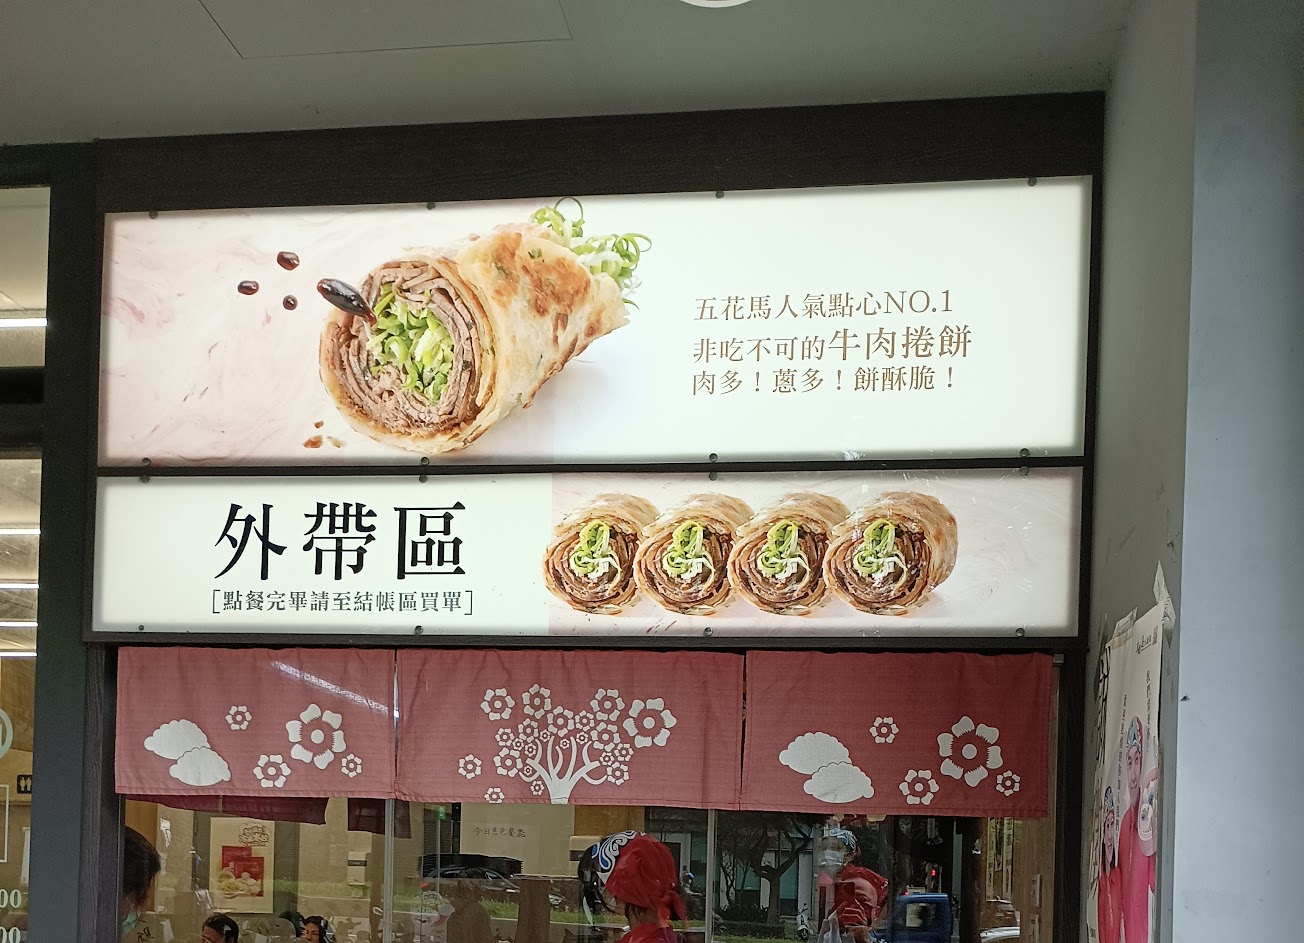 五花馬人氣點心NO.1
非吃不可的牛肉捲餅
肉多！蔥多！餅酥脆！
外帶區
[點餐完畢請至結帳區買單]